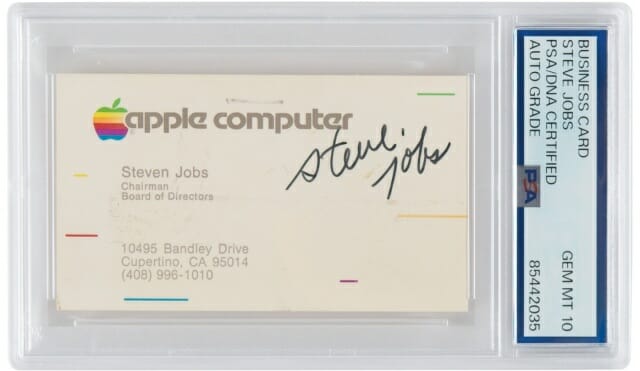 apple computer
steve jobs
Steven Jobs
Chairman
Board of Directors
10495 Bandley Drive
Cupertino, CA 95014
(408) 996-1010
BUSINESS CARD
STEVE JOBS
PSA/DNA CERTIFIED
AUTO GRADE
PSA
GEM MT 10
85442035